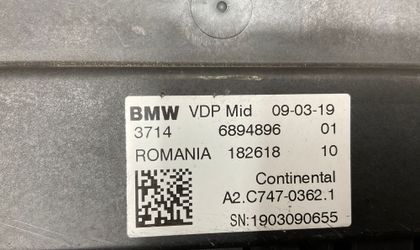 BMW VDP Mid 09-03-19
3714 6894896 01
ROMANIA 182618 10
Continental
A2.C747-0362.1
SN:1903090655